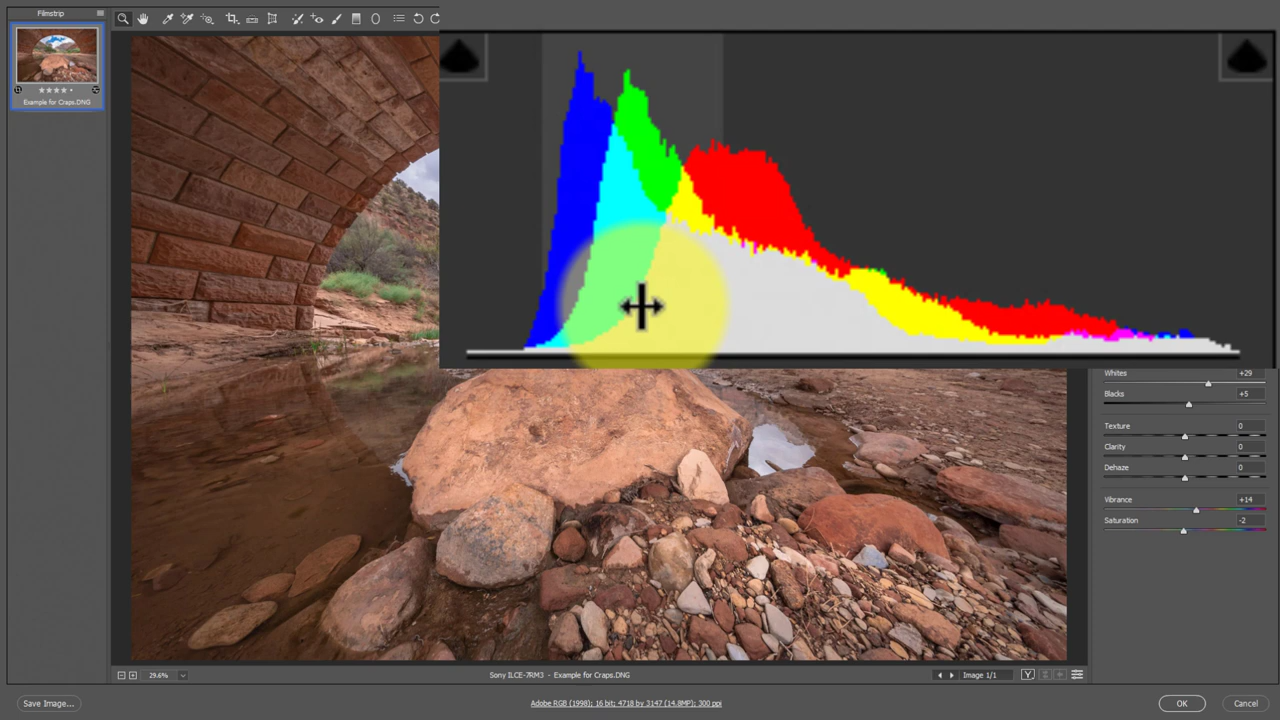 Filmstrip
Example for Craps.DNG
Whites +29
Blacks +5
Texture 0
Clarity 0
Dehaze 0
Vibrance +14
Saturation -2
29.6%
Sony ILCE-7RM3 - Example for Craps.DNG
Image 1/1
Y
Save Image...
Adobe RGB (1998); 16 bit; 4718 by 3147 (14.8MP); 300 ppi
OK
Cancel